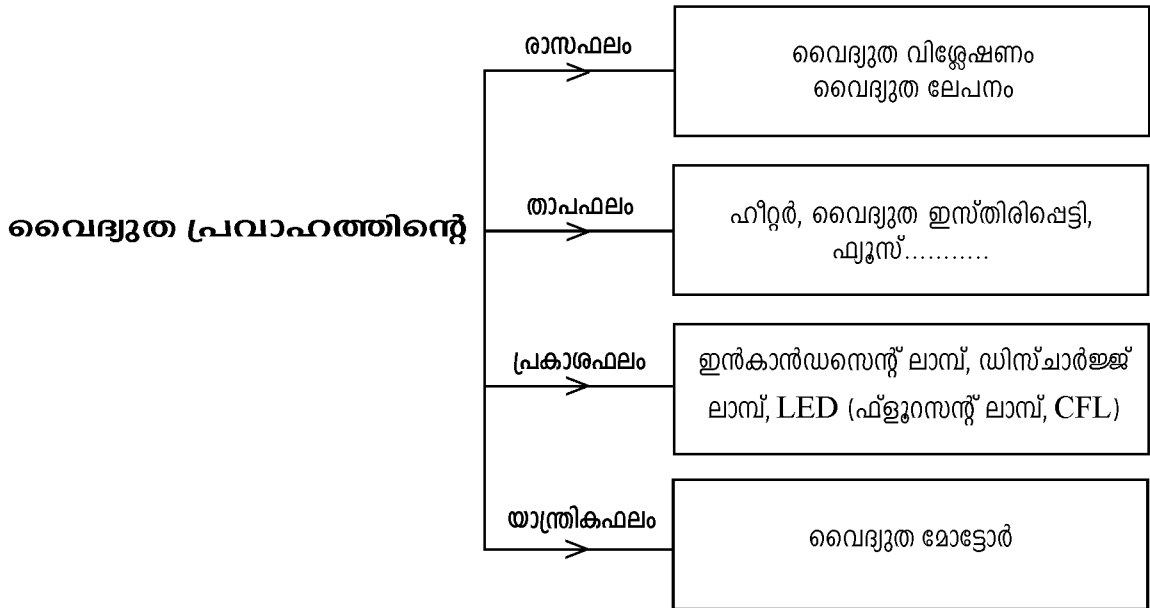 വൈദ്യുത പ്രവാഹത്തിന്റെ
രാസഫലം
വൈദ്യുത വിശ്ലേഷണം
വൈദ്യുത ലേപനം
താപഫലം
ഹീറ്റർ, വൈദ്യുത ഇസ്തിരിപ്പെട്ടി,
ഫ്യൂസ്...........
പ്രകാശഫലം
ഇൻകാൻഡസെന്റ് ലാമ്പ്, ഡിസ്ചാർജ്ജ്
ലാമ്പ്, LED (ഫ്ളൂറസന്റ് ലാമ്പ്, CFL)
യാന്ത്രികഫലം
വൈദ്യുത മോട്ടോർ